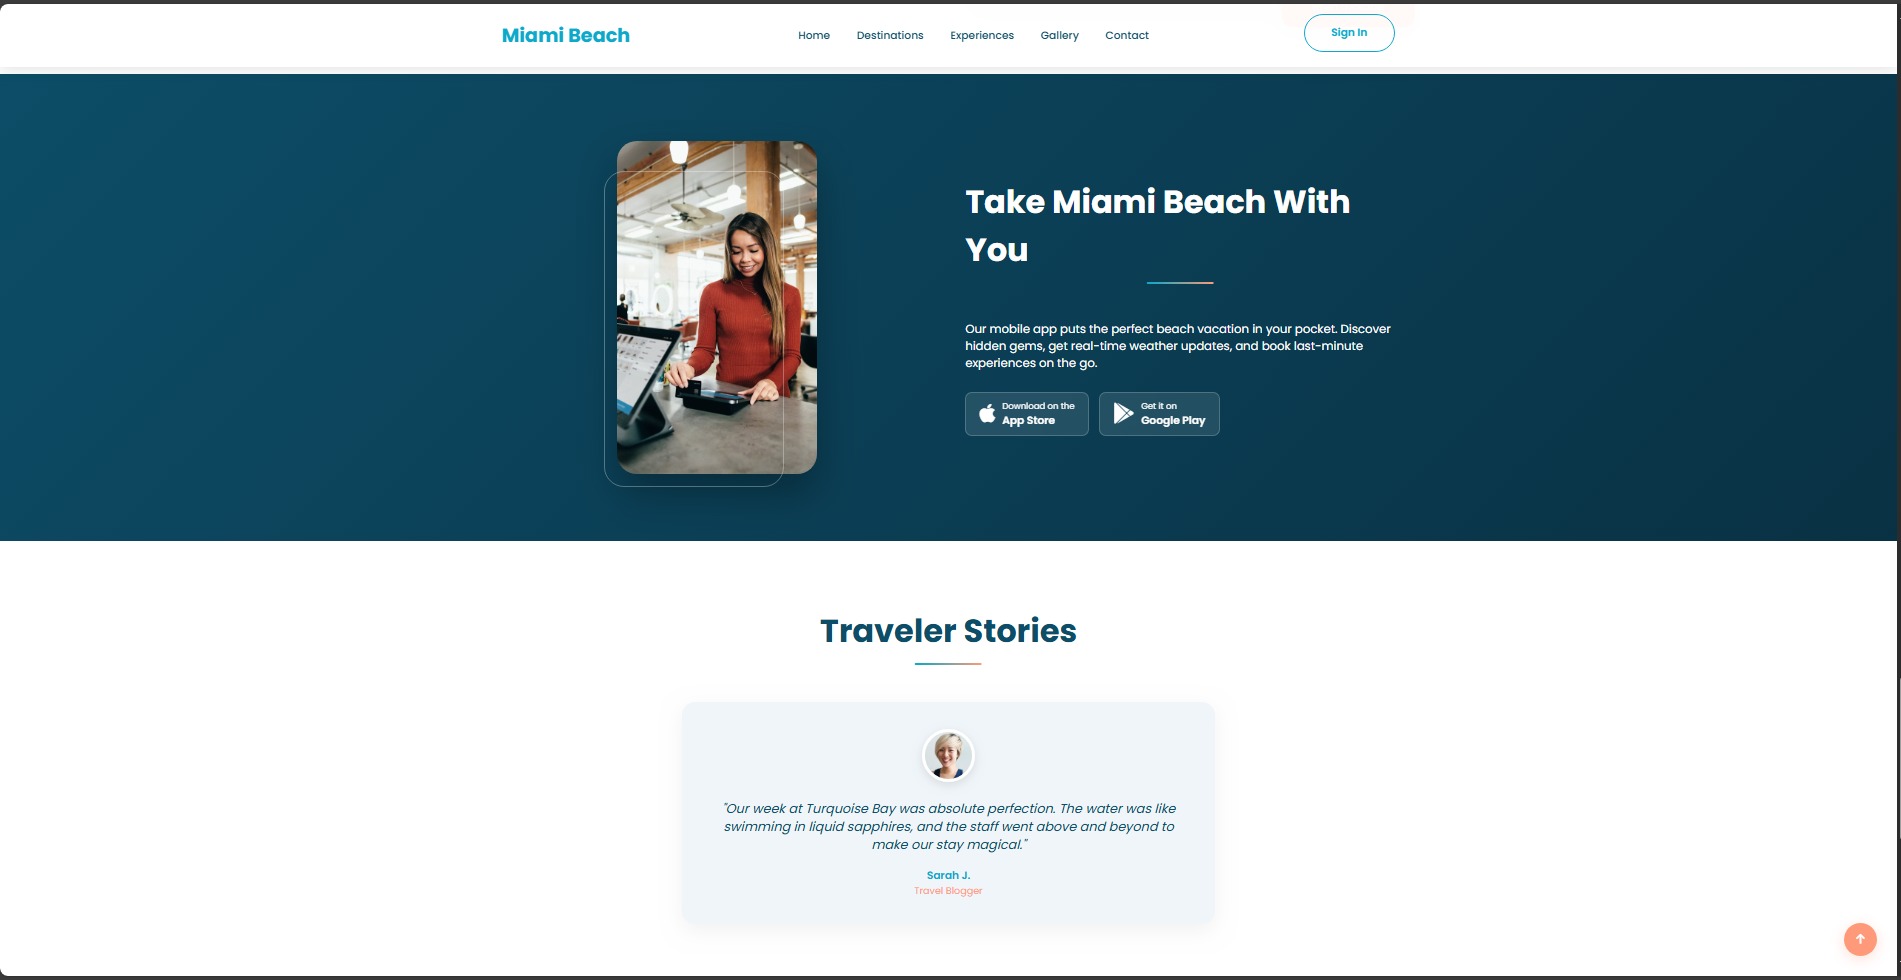 Miami Beach
Home
Destinations
Experiences
Gallery
Contact
Sign In
Take Miami Beach With
You
Our mobile app puts the perfect beach vacation in your pocket. Discover
hidden gems, get real-time weather updates, and book last-minute
experiences on the go.
Download on the
App Store
Get it on
Google Play
Traveler Stories
"Our week at Turquoise Bay was absolute perfection. The water was like
swimming in liquid sapphires, and the staff went above and beyond to
make our stay magical."
Sarah J.
Travel Blogger